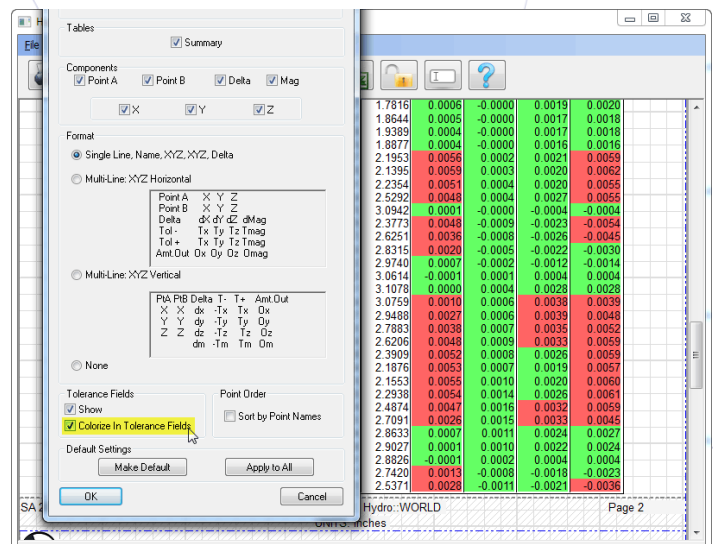 H
File
Tables
Summary
Components
Point A Point B Delta Mag
X Y Z
Format
Single Line, Name, XYZ, XYZ, Delta
Multi-Line: XYZ Horizontal
Point A X Y Z
Point B X Y Z
Delta dX dY dZ dMag
Tol - Tx Ty Tz Tmag
Tol + Tx Ty Tz Tmag
Amt.Out Ox Oy Oz Omag
Multi-Line: XYZ Vertical
PtA PtB Delta T- T+ Amt.Out
X X dx -Tx Tx Ox
Y Y dy -Ty Ty Oy
Z Z dz -Tz Tz Oz
dm -Tm Tm Om
None
Tolerance Fields
Show
Colorize In Tolerance Fields
Point Order
Sort by Point Names
Default Settings
Make Default Apply to All
OK Cancel
1.7816 0.0006 -0.0000 0.0019 0.0020
1.8644 0.0005 -0.0000 0.0017 0.0018
1.9389 0.0004 -0.0000 0.0017 0.0018
1.8877 0.0004 -0.0000 0.0016 0.0016
2.1953 0.0056 0.0002 0.0021 0.0059
2.1395 0.0059 0.0003 0.0020 0.0062
2.2354 0.0051 0.0004 0.0020 0.0055
2.5292 0.0048 0.0004 0.0027 0.0055
3.0942 0.0001 -0.0000 -0.0004 -0.0004
2.3773 0.0048 -0.0009 -0.0023 -0.0054
2.6251 0.0036 -0.0008 -0.0026 -0.0045
2.8315 0.0020 -0.0005 -0.0022 -0.0030
2.9740 0.0007 -0.0002 -0.0012 -0.0014
3.0614 -0.0001 0.0001 0.0004 0.0004
3.1078 0.0000 0.0004 0.0028 0.0028
3.0759 0.0010 0.0006 0.0038 0.0039
2.9488 0.0027 0.0006 0.0039 0.0048
2.7883 0.0038 0.0007 0.0035 0.0052
2.6206 0.0048 0.0009 0.0033 0.0059
2.3909 0.0052 0.0008 0.0026 0.0059
2.1876 0.0053 0.0007 0.0019 0.0057
2.1553 0.0055 0.0010 0.0020 0.0060
2.2938 0.0054 0.0014 0.0026 0.0061
2.4874 0.0047 0.0016 0.0032 0.0059
2.7091 0.0026 0.0015 0.0033 0.0045
2.8633 0.0007 0.0011 0.0024 0.0027
2.9027 0.0001 0.0010 0.0022 0.0024
2.8826 -0.0001 0.0002 0.0004 0.0004
2.7420 0.0013 -0.0008 -0.0018 -0.0023
2.5371 0.0028 -0.0011 -0.0021 -0.0036
SA 2 Hydro::WORLD Page 2
UNITS: Inches